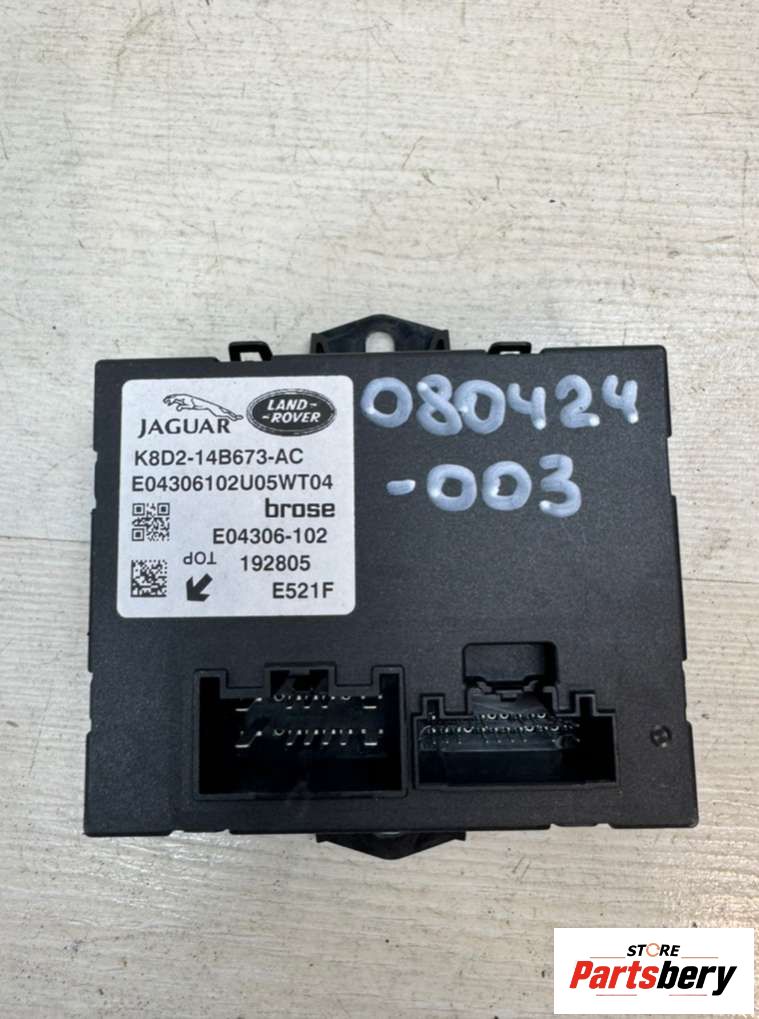 JAGUAR
LAND-
-ROVER
K8D2-14B673-AC
E04306102U05WT04
brose
E04306-102
TOP
192805
E521F
080424
-003
STORE
Partsbery